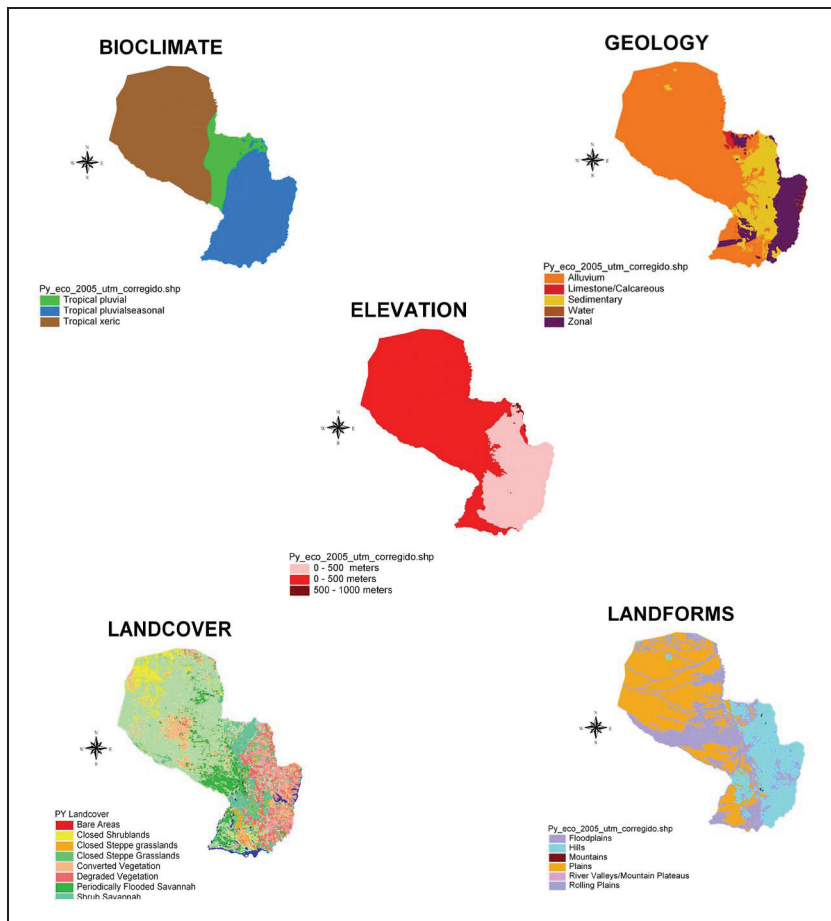 BIOCLIMATE
GEOLOGY
N
W E
S
N
W E
S
Py_eco_2005_utm_corregido.shp
Tropical pluvial
Tropical pluvialseasonal
Tropical xeric
Py_eco_2005_utm_corregido.shp
Alluvium
Limestone/Calcareous
Sedimentary
Water
Zonal
ELEVATION
N
W E
S
Py_eco_2005_utm_corregido.shp
0 - 500 meters
0 - 500 meters
500 - 1000 meters
LANDCOVER
LANDFORMS
N
W E
S
N
W E
S
PY Landcover
Bare Areas
Closed Shrublands
Closed Steppe grasslands
Closed Steppe Grasslands
Converted Vegetation
Degraded Vegetation
Periodically Flooded Savannah
Shrub Savannah
Py_eco_2005_utm_corregido.shp
Floodplains
Hills
Mountains
Plains
River Valleys/Mountain Plateaus
Rolling Plains